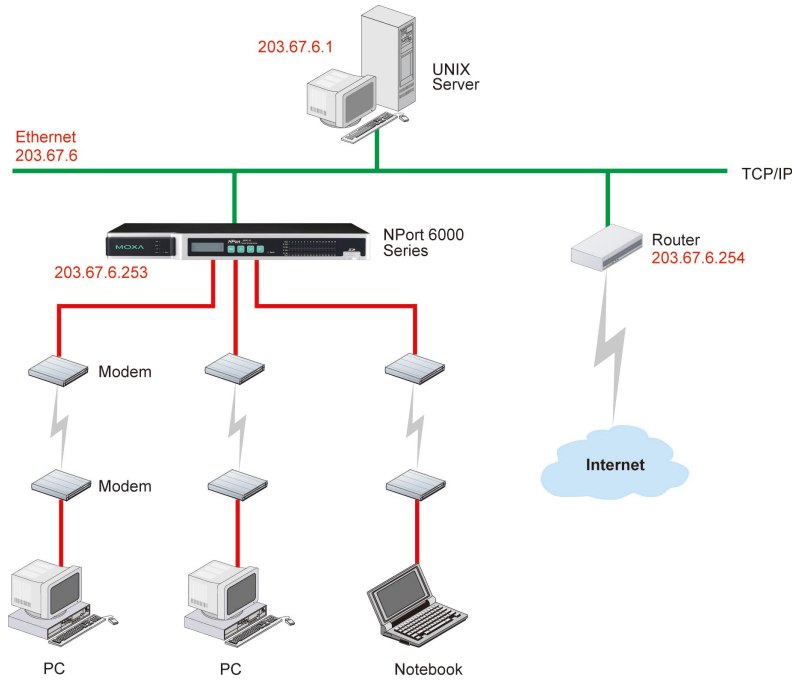 203.67.6.1
UNIX
Server
Ethernet
203.67.6
TCP/IP
MOXA
NPort
NPort 6000
Series
203.67.6.253
Router
203.67.6.254
Modem
Modem
Internet
PC
PC
Notebook